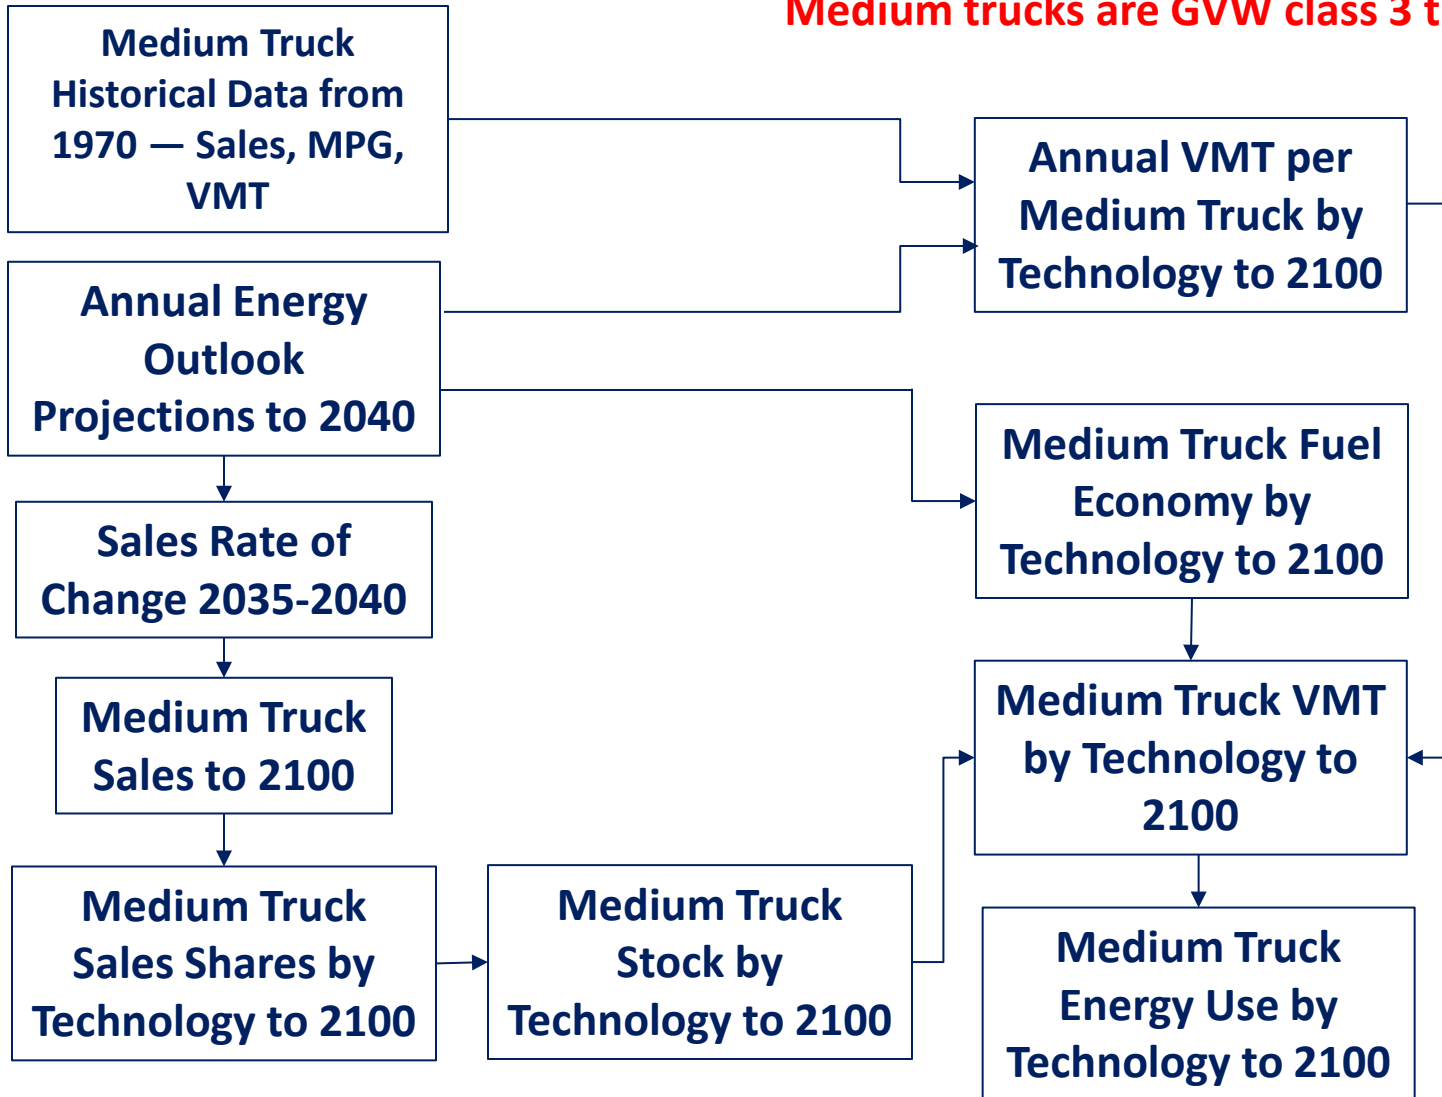 Medium trucks are GVW class 3 t
Medium Truck
Historical Data from
1970 — Sales, MPG,
VMT
Annual VMT per
Medium Truck by
Technology to 2100
Annual Energy
Outlook
Projections to 2040
Medium Truck Fuel
Economy by
Technology to 2100
Sales Rate of
Change 2035-2040
Medium Truck
Sales to 2100
Medium Truck VMT
by Technology to
2100
Medium Truck
Sales Shares by
Technology to 2100
Medium Truck
Stock by
Technology to 2100
Medium Truck
Energy Use by
Technology to 2100